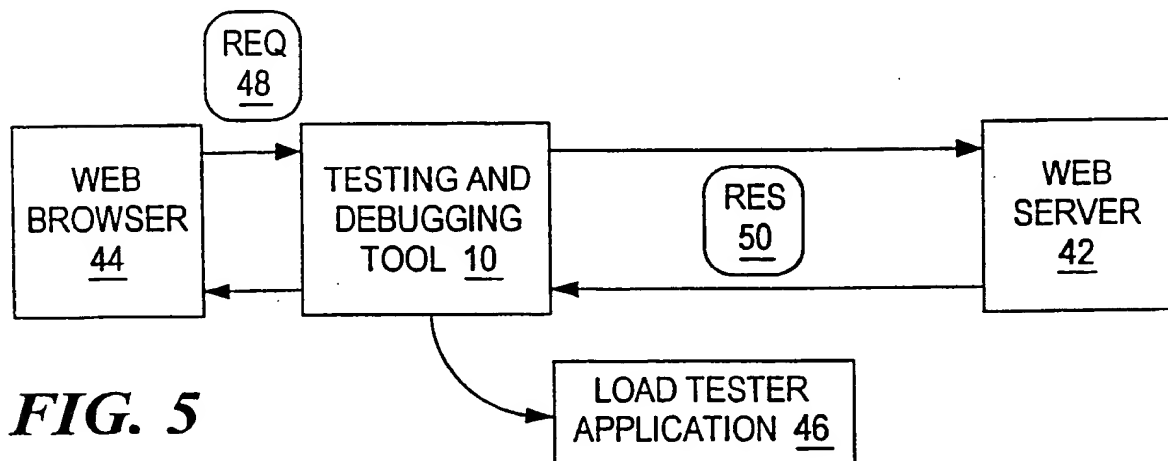 REQ
48
WEB
BROWSER
44
TESTING AND
DEBUGGING
TOOL 10
RES
50
WEB
SERVER
42
LOAD TESTER
APPLICATION 46
FIG. 5